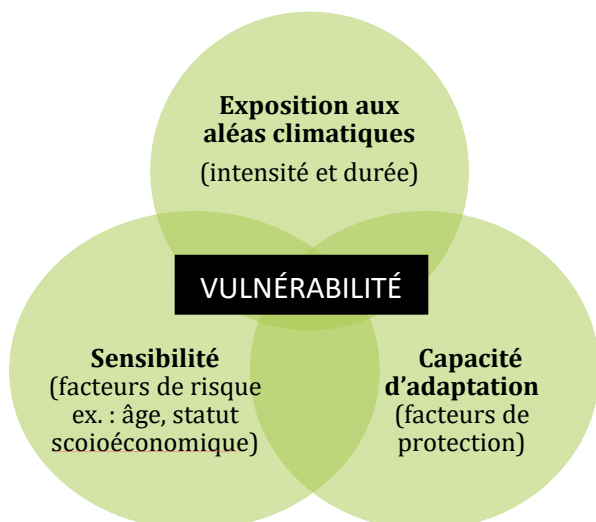 Exposition aux
aléas climatiques
(intensité et durée)
VULNÉRABILITÉ
Sensibilité
(facteurs de risque
ex. : âge, statut
scoioéconomique)
Capacité
d’adaptation
(facteurs de
protection)